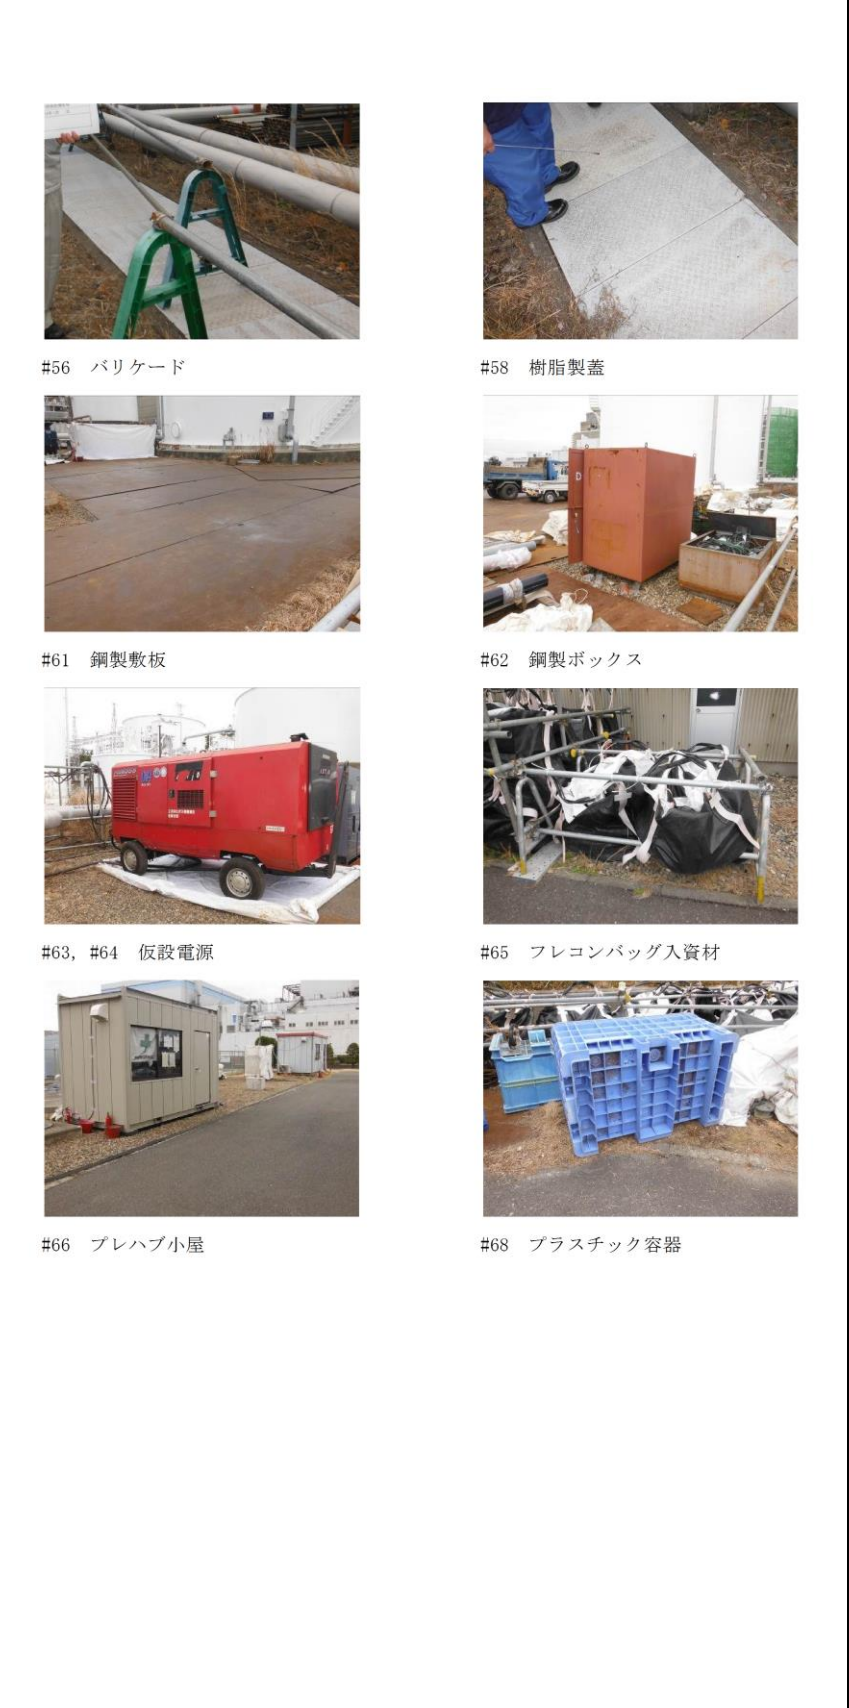 #56 バリケード
#58 樹脂製蓋
#61 鋼製敷板
#62 鋼製ボックス
D
#63, #64 仮設電源
#65 フレコンバッグ入資材
#66 プレハブ小屋
#68 プラスチック容器